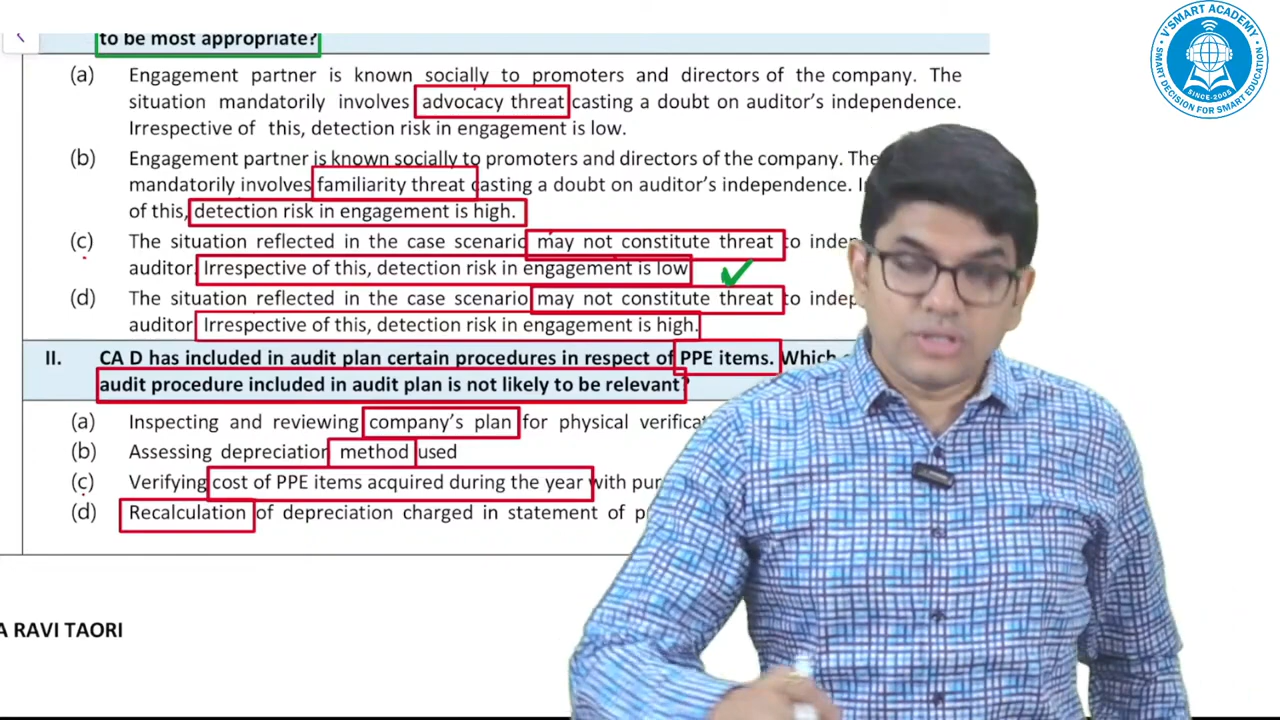 to be most appropriate?
(a) Engagement partner is known socially to promoters and directors of the company. The
situation mandatorily involves advocacy threat casting a doubt on auditor's independence.
Irrespective of this, detection risk in engagement is low.
(b) Engagement partner is known socially to promoters and directors of the company. The
mandatorily involves familiarity threat casting a doubt on auditor's independence.
of this, detection risk in engagement is high.
(c) The situation reflected in the case scenario may not constitute threat to
auditor. Irrespective of this, detection risk in engagement is low
(d) The situation reflected in the case scenario may not constitute threat to
auditor Irrespective of this, detection risk in engagement is high.
II. CA D has included in audit plan certain procedures in respect of PPE items. Which
audit procedure included in audit plan is not likely to be relevant?
(a) Inspecting and reviewing company's plan for physical
(b) Assessing depreciation method used
(c) Verifying cost of PPE items acquired during the year with
(d) Recalculation of depreciation charged in statement of
A RAVI TAORI
V'SMART ACADEMY
SINCE-2005
SMART DECISION FOR SMART EDUCATION